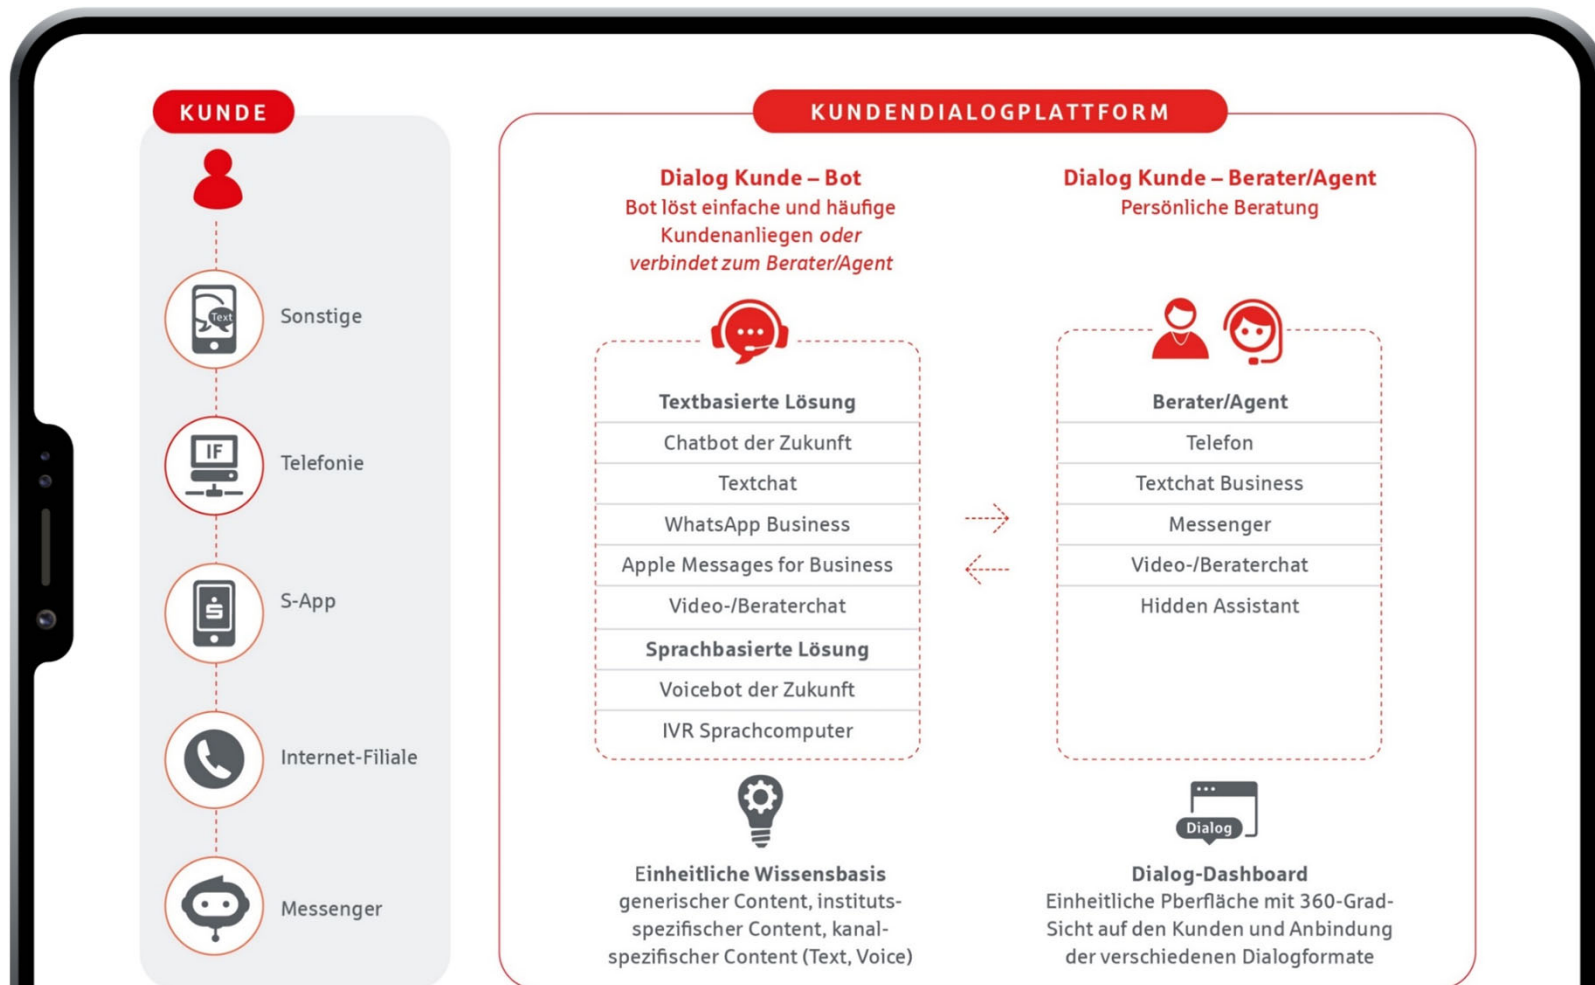 KUNDE
Text
Sonstige
IF
Telefonie
S
S-App
Internet-Filiale
Messenger
KUNDENDIALOGPLATTFORM
Dialog Kunde – Bot
Bot löst einfache und häufige
Kundenanliegen oder
verbindet zum Berater/Agent
Textbasierte Lösung
Chatbot der Zukunft
Textchat
WhatsApp Business
Apple Messages for Business
Video-/Beraterchat
Sprachbasierte Lösung
Voicebot der Zukunft
IVR Sprachcomputer
Einheitliche Wissensbasis
generischer Content, instituts-
spezifischer Content, kanal-
spezifischer Content (Text, Voice)
Dialog Kunde – Berater/Agent
Persönliche Beratung
Berater/Agent
Telefon
Textchat Business
Messenger
Video-/Beraterchat
Hidden Assistant
Dialog
Dialog-Dashboard
Einheitliche Pberfläche mit 360-Grad-
Sicht auf den Kunden und Anbindung
der verschiedenen Dialogformate